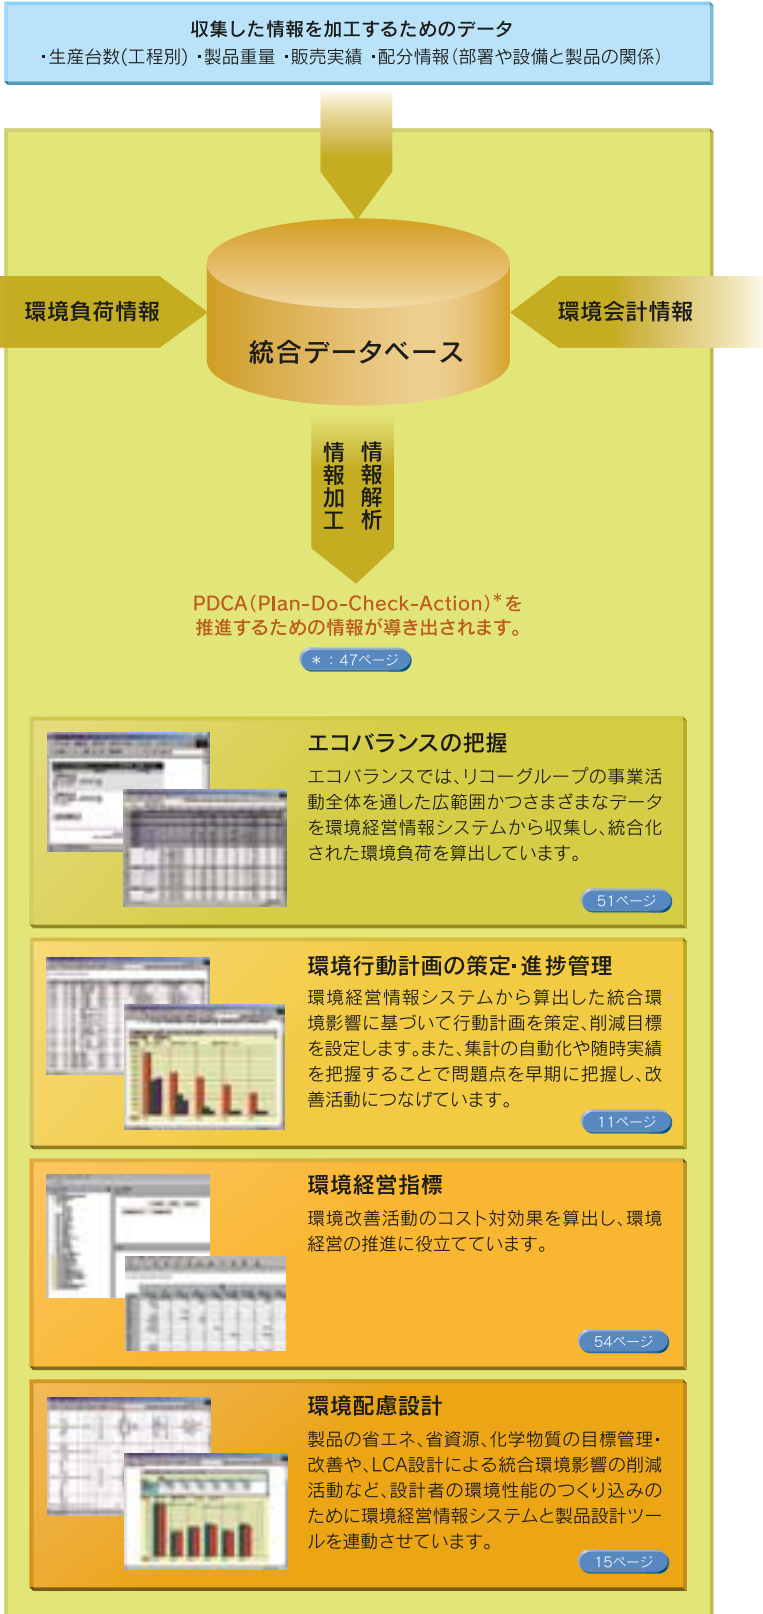 収集した情報を加工するためのデータ
・生産台数(工程別) ・製品重量 ・販売実績 ・配分情報(部署や設備と製品の関係)
環境負荷情報
環境会計情報
統合データベース
情報解析
情報加工
PDCA(Plan-Do-Check-Action)*を
推進するための情報が導き出されます。
*：47ページ
エコバランスの把握
エコバランスでは、リコーグループの事業活
動全体を通した広範囲かつさまざまなデータ
を環境経営情報システムから収集し、統合化
された環境負荷を算出しています。
51ページ
環境行動計画の策定・進捗管理
環境経営情報システムから算出した統合環
境影響に基づいて行動計画を策定、削減目標
を設定します。また、集計の自動化や随時実績
を把握することで問題点を早期に把握し、改
善活動につなげています。
11ページ
環境経営指標
環境改善活動のコスト対効果を算出し、環境
経営の推進に役立てています。
54ページ
環境配慮設計
製品の省エネ、省資源、化学物質の目標管理・
改善や、LCA設計による統合環境影響の削減
活動など、設計者の環境性能のつくり込みの
ために環境経営情報システムと製品設計ツー
ルを連動させています。
15ページ